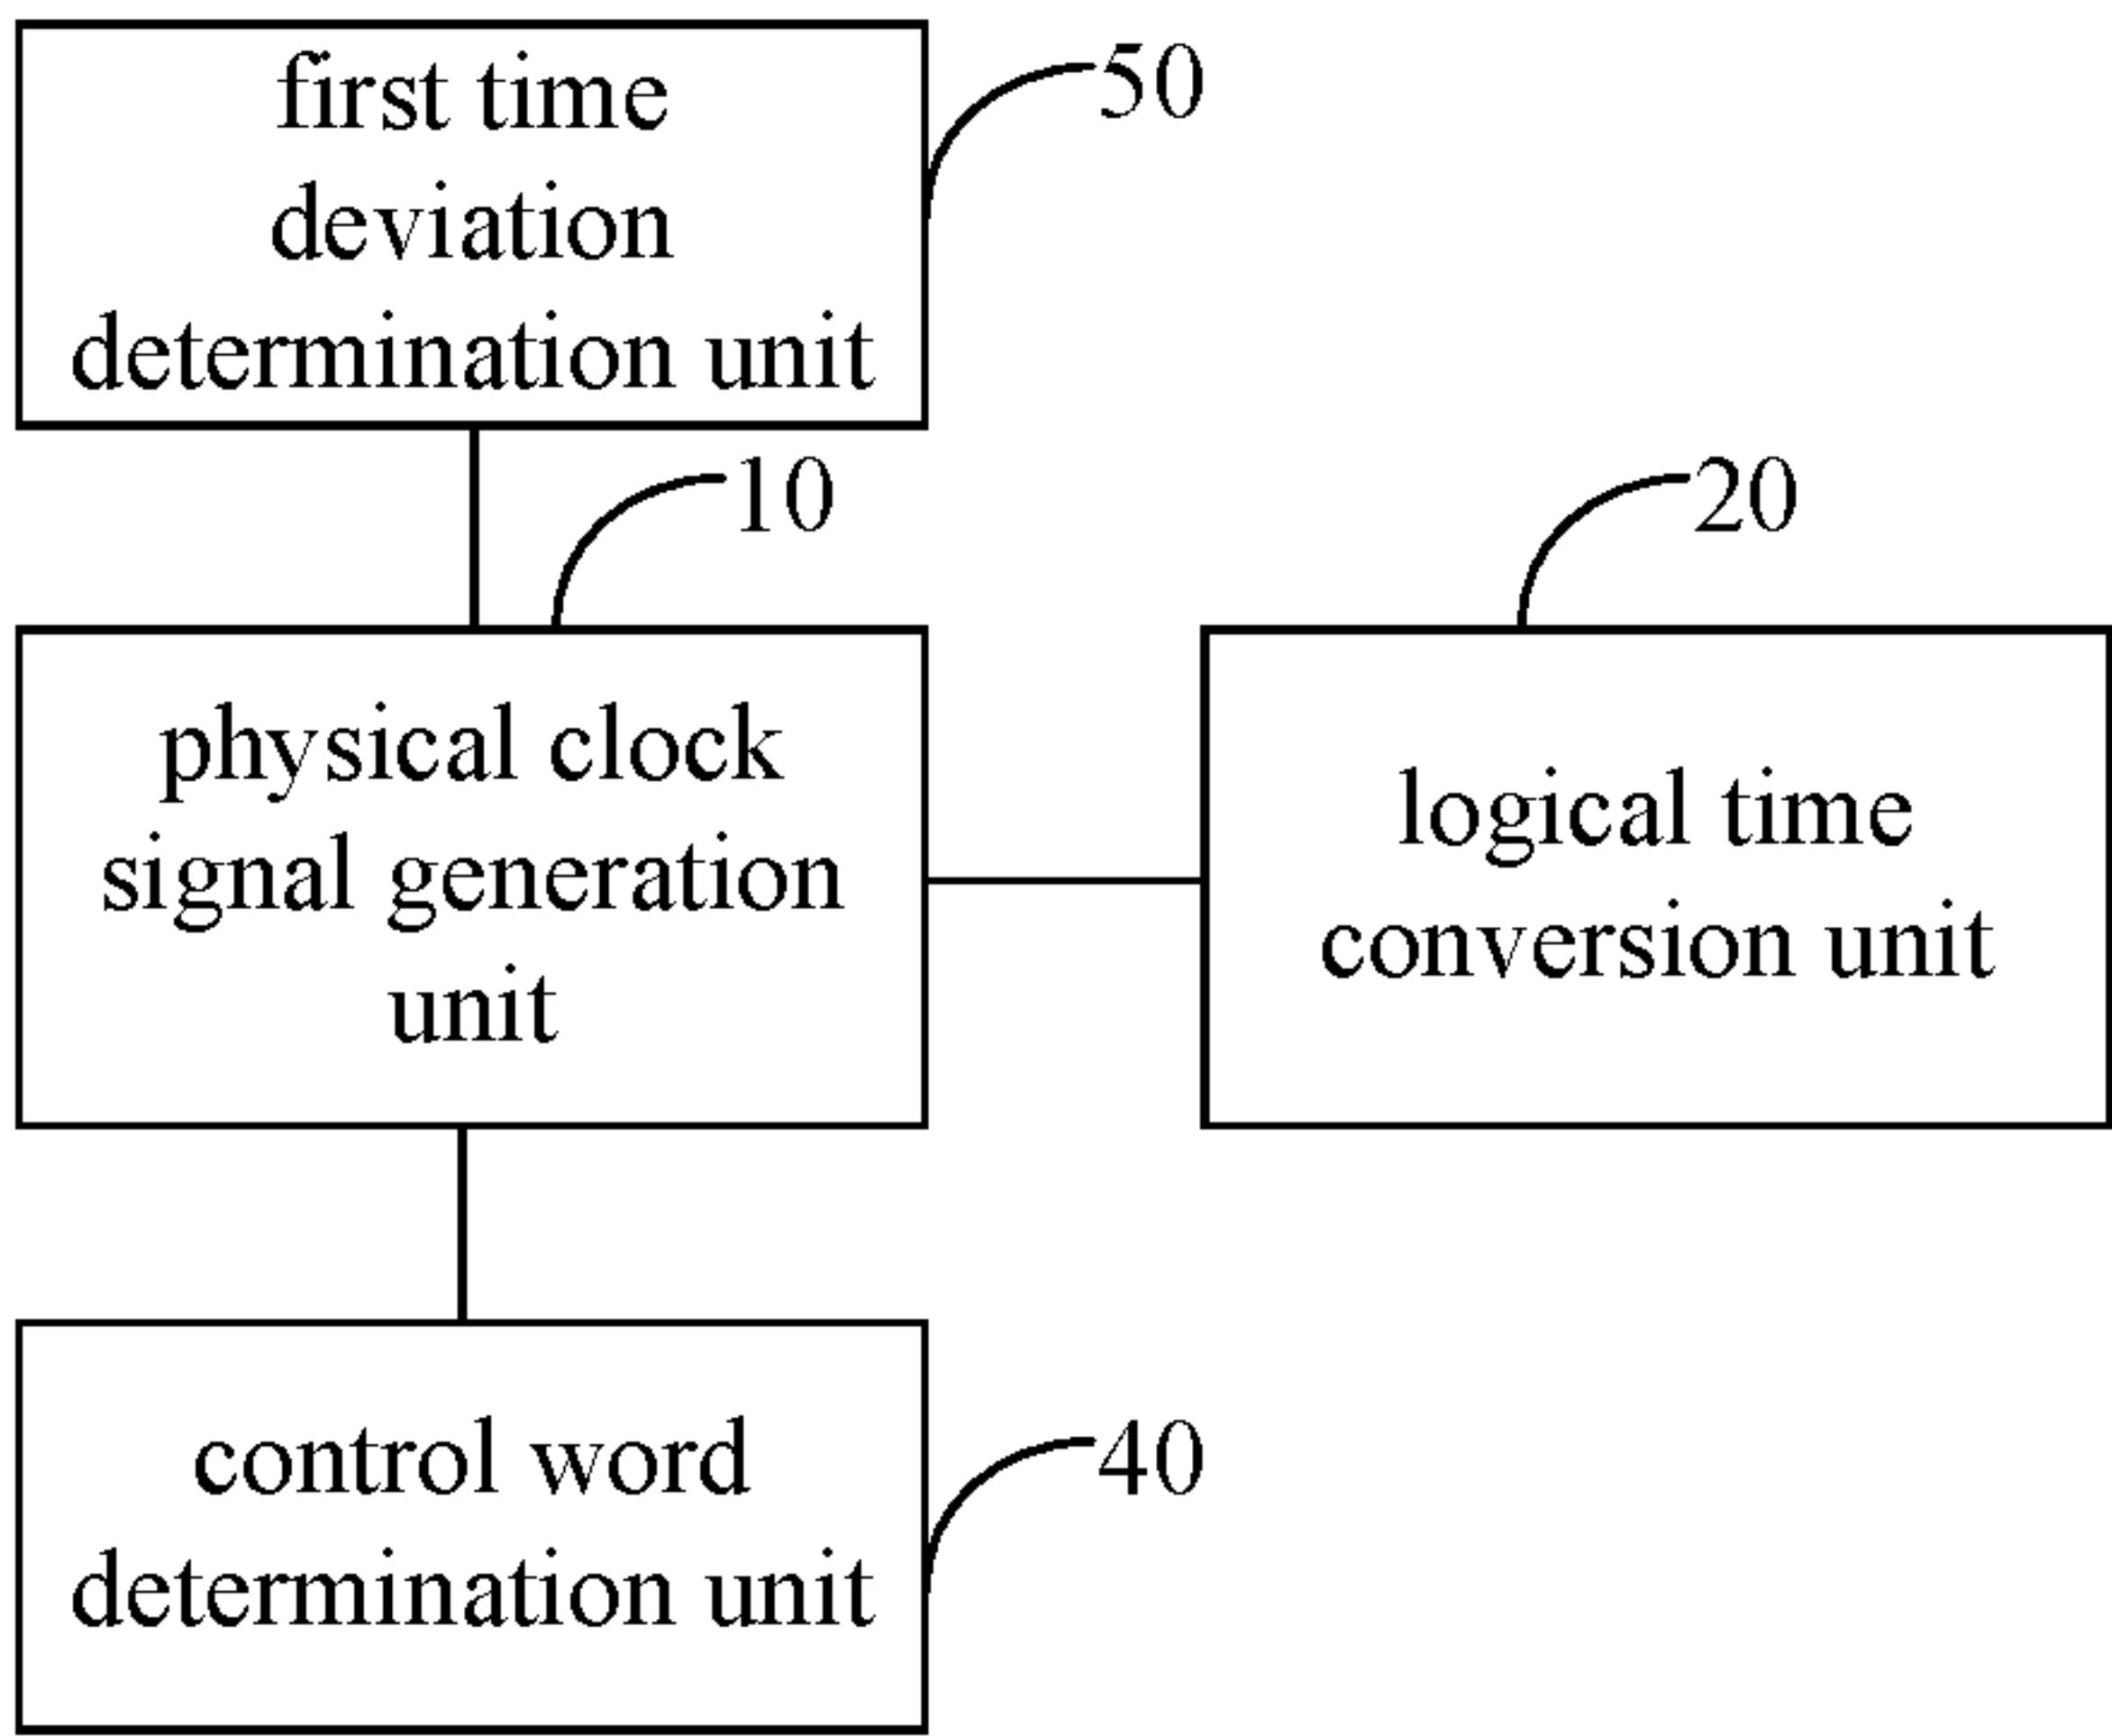 first time
deviation
determination unit
50
10
20
physical clock
signal generation
unit
logical time
conversion unit
control word
determination unit
40